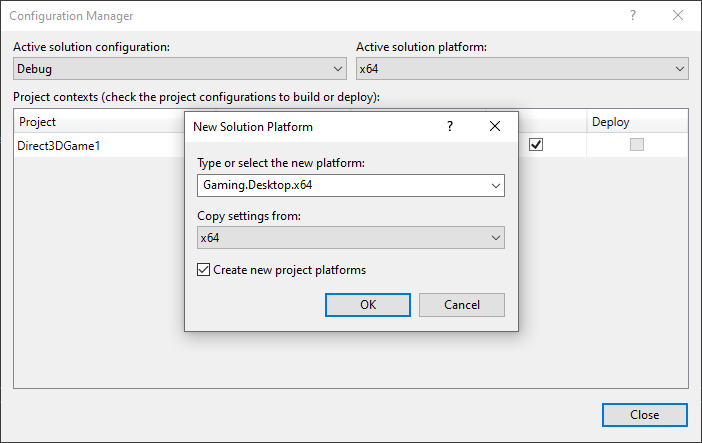 Configuration Manager
?
Active solution configuration:
Active solution platform:
Debug
x64
Project contexts (check the project configurations to build or deploy):
Project
Deploy
Direct3DGame1
New Solution Platform
?
Type or select the new platform:
Gaming.Desktop.x64
Copy settings from:
x64
Create new project platforms
OK
Cancel
Close